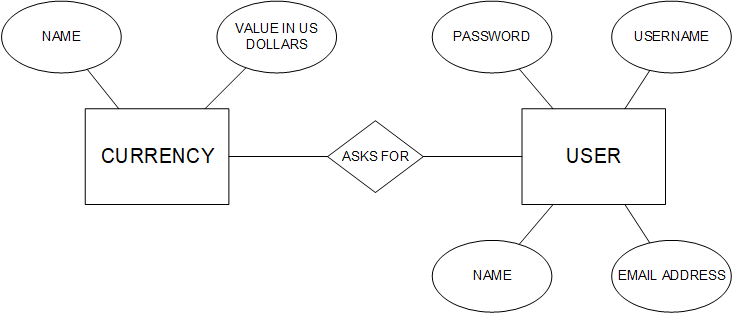 NAME
VALUE IN US
DOLLARS
PASSWORD
USERNAME
CURRENCY
ASKS FOR
USER
NAME
EMAIL ADDRESS